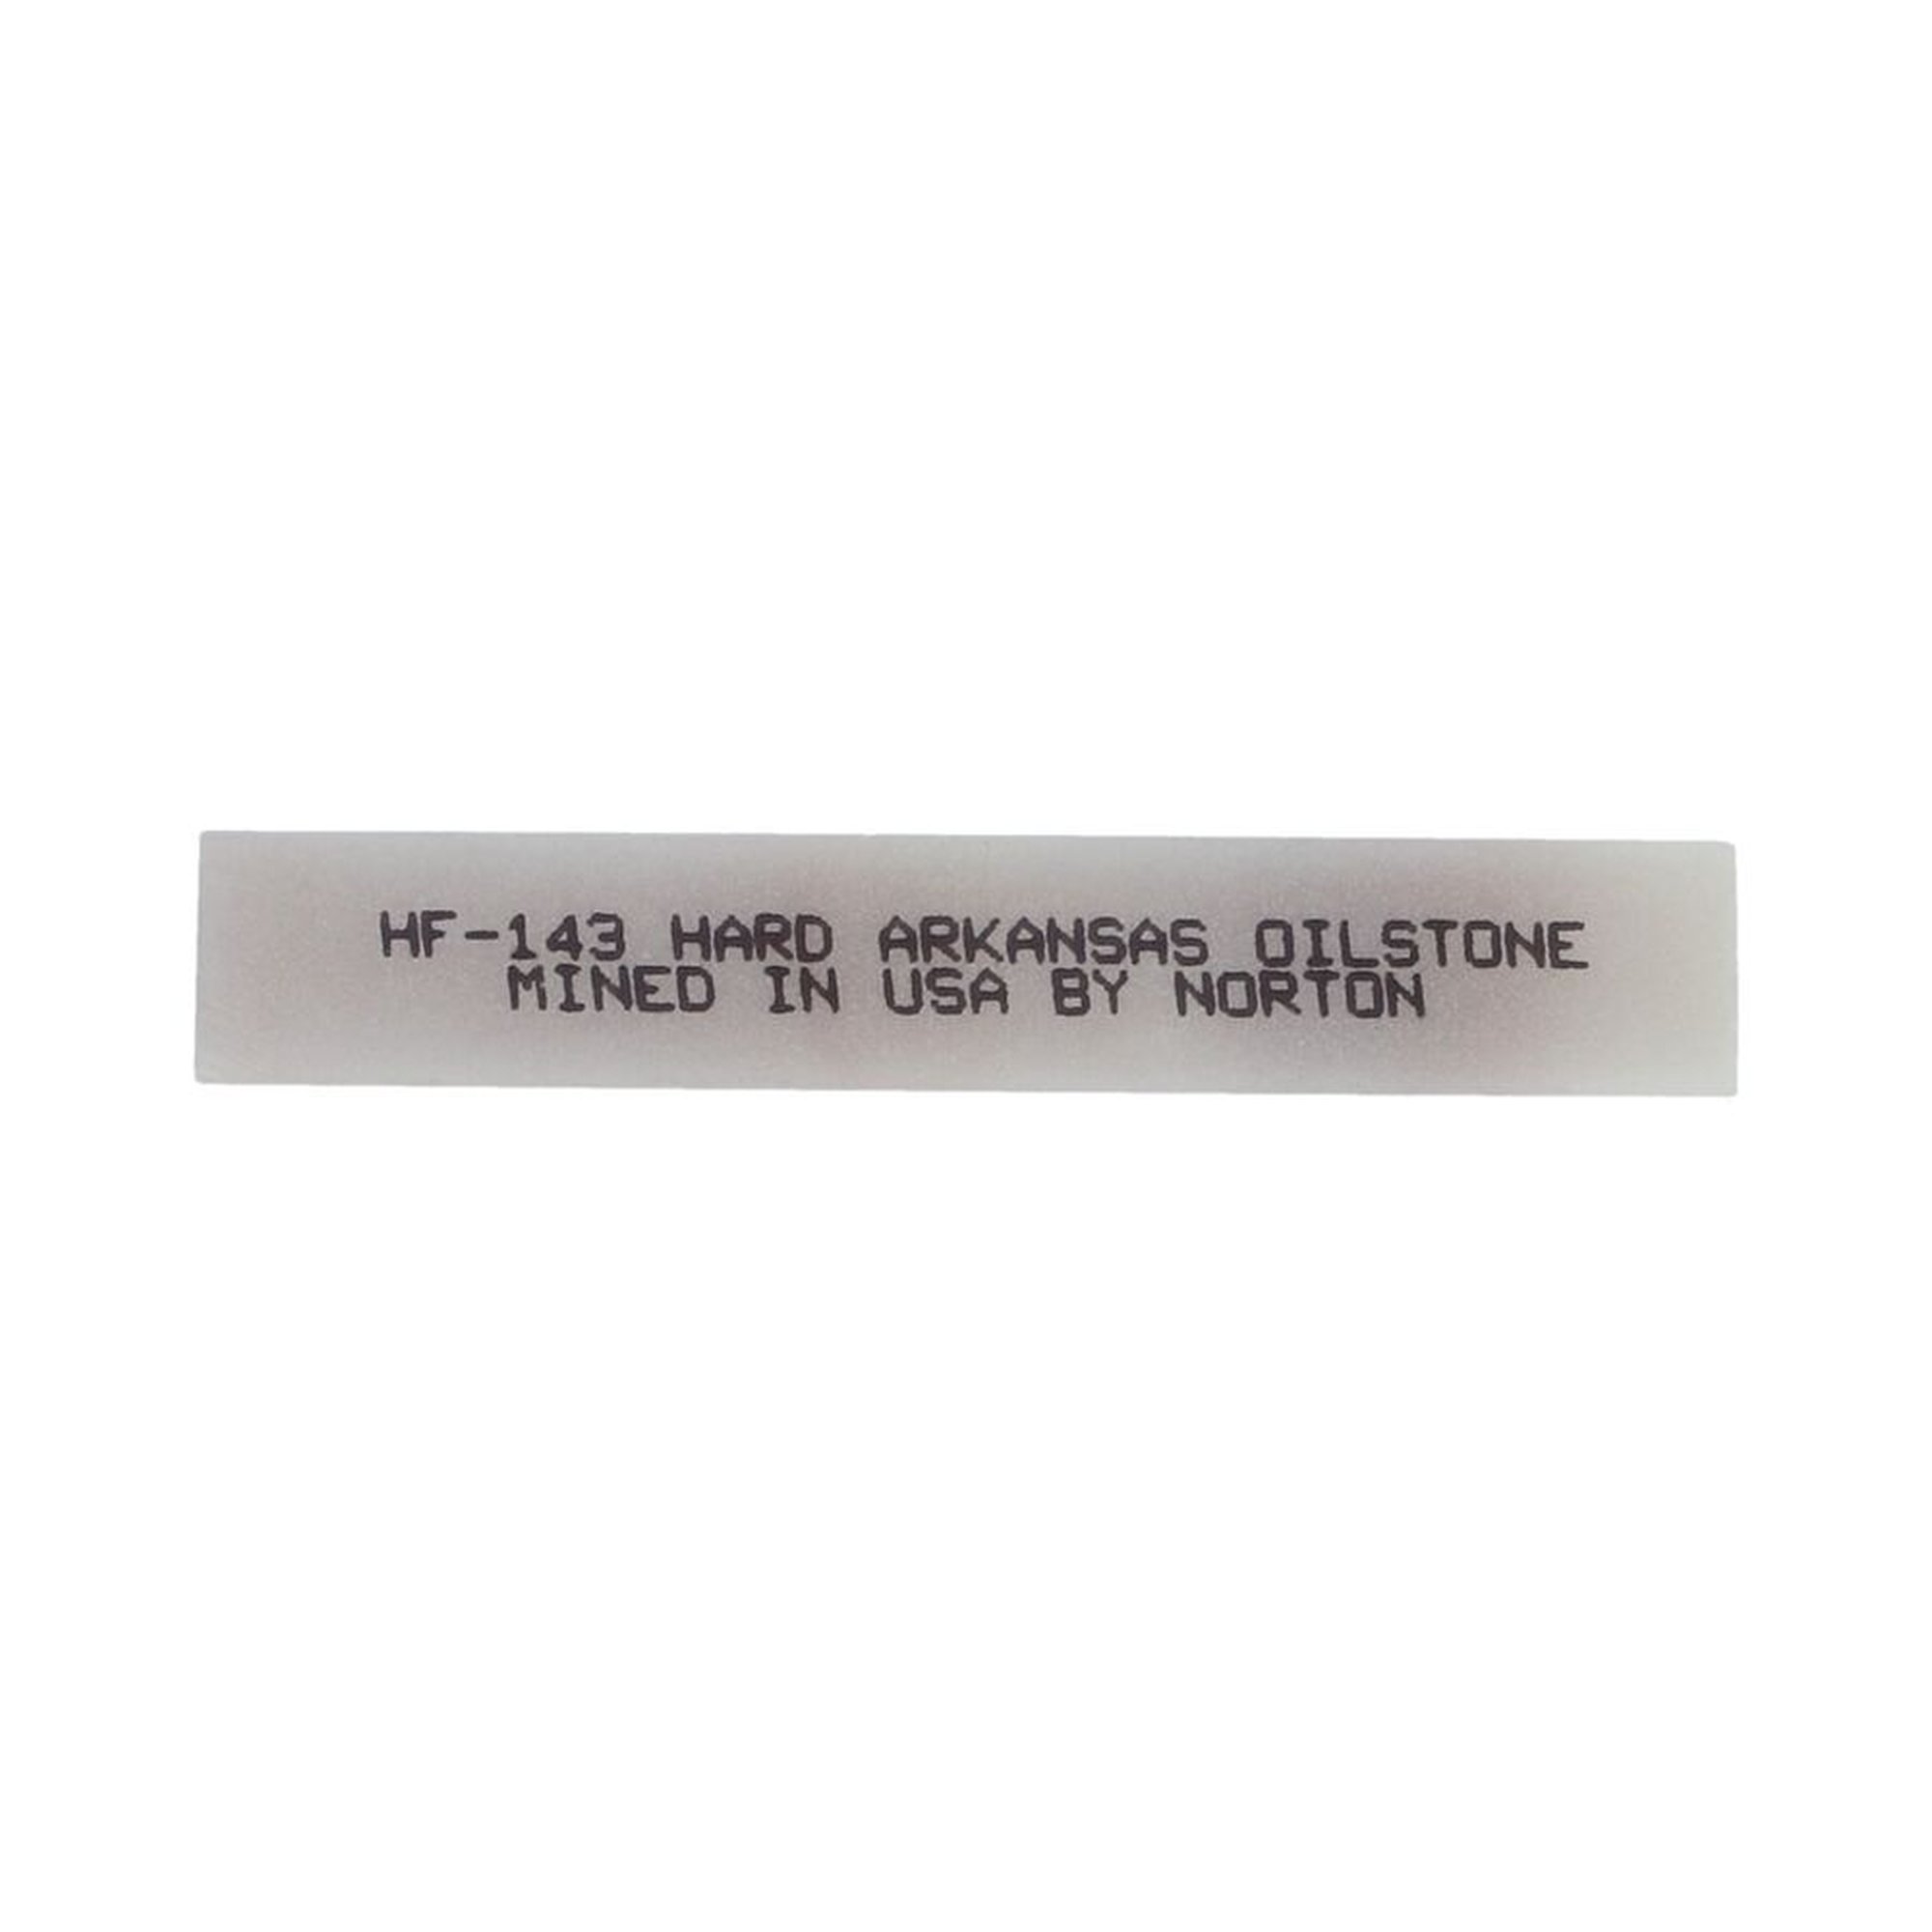 HF-143 HARD ARKANSAS OILSTONE
MINED IN USA BY NORTON